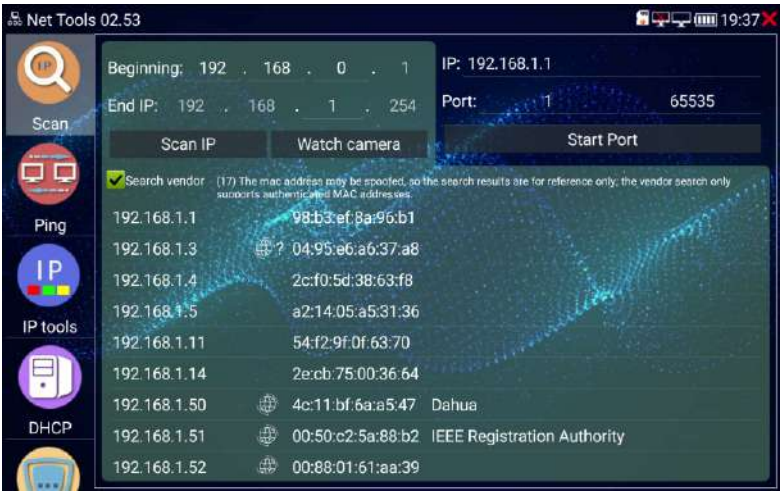 Net Tools 02.53
19:37
Scan
Ping
IP
IP tools
DHCP
Beginning: 192 . 168 . 0 . 1
End IP: 192 . 168 . 1 . 254
Scan IP
Watch camera
IP: 192.168.1.1
Port: 1 65535
Start Port
Search vendor (17) The mac address may be spoofed, so the search results are for reference only; the vendor search only
supports authenticated MAC addresses.
192.168.1.1 98:b3:ef:8a:96:b1
192.168.1.3 ? 04:95:e6:a6:37:a8
192.168.1.4 2c:f0:5d:38:63:f8
192.168.1.5 a2:14:05:a5:31:36
192.168.1.11 54:f2:9f:0f:63:70
192.168.1.14 2e:cb:75:00:36:64
192.168.1.50 4c:11:bf:6a:a5:47 Dahua
192.168.1.51 00:50:c2:5a:88:b2 IEEE Registration Authority
192.168.1.52 00:88:01:61:aa:39